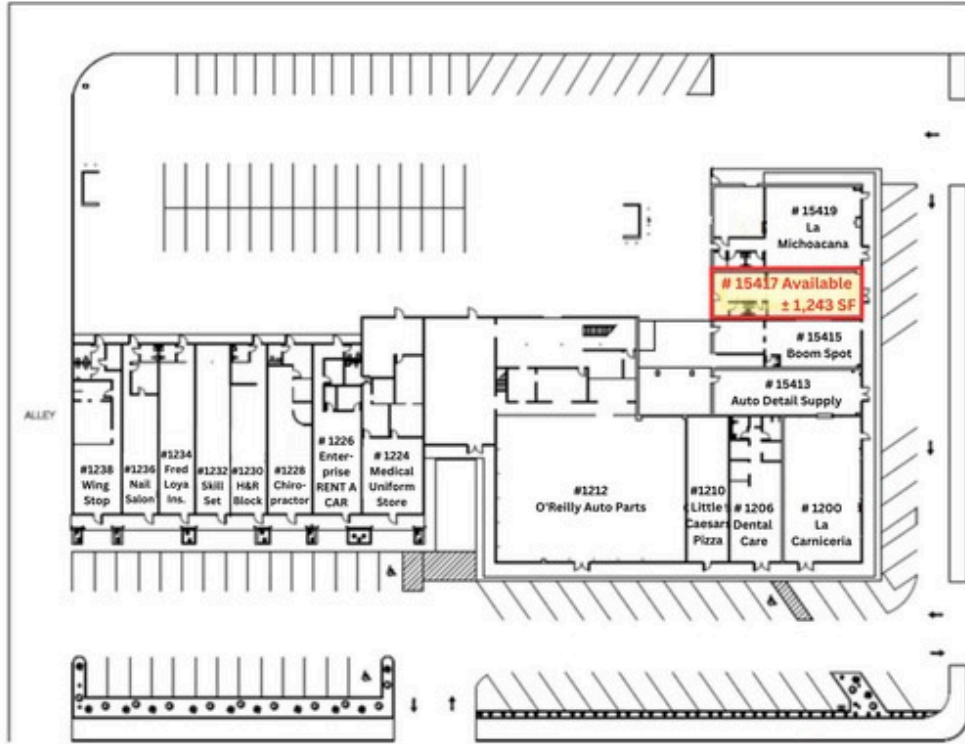 # 15419
La
Michoacana
# 15417 Available
± 1,243 SF
# 15415
Boom Spot
# 15413
Auto Detail Supply
ALLEY
#1238
Wing
Stop
#1236
Nail
Salon
#1234
Fred
Loya
Ins.
#1232
Skill
Set
#1230
H&R
Block
#1228
Chiro-
practor
# 1226
Enter-
prise
RENT A
CAR
# 1224
Medical
Uniform
Store
#1212
O'Reilly Auto Parts
#1210
Little
Caesars
Pizza
# 1206
Dental
Care
# 1200
La
Carniceria